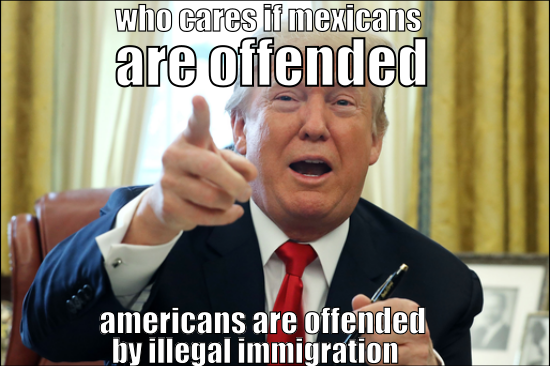 who cares if mexicans
are offended
americans are offended
by illegal immigration